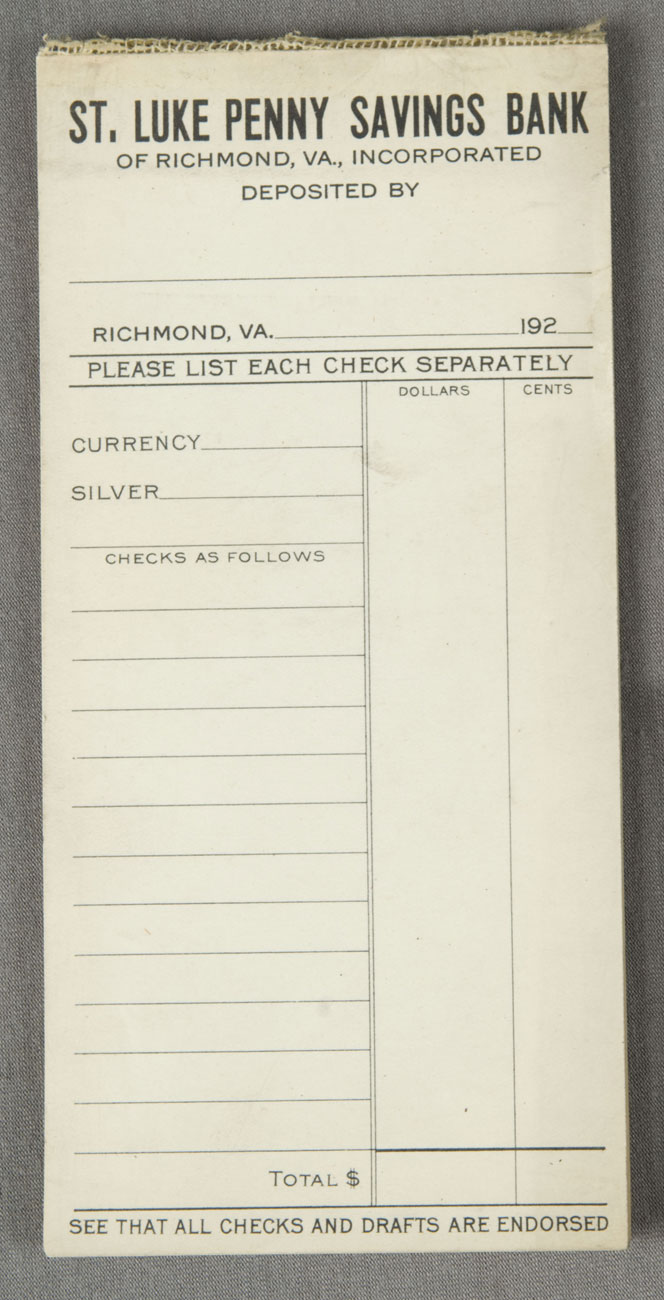 ST. LUKE PENNY SAVINGS BANK
OF RICHMOND, VA., INCORPORATED
DEPOSITED BY
RICHMOND, VA. 192
PLEASE LIST EACH CHECK SEPARATELY
DOLLARS CENTS
CURRENCY
SILVER
CHECKS AS FOLLOWS
TOTAL $
SEE THAT ALL CHECKS AND DRAFTS ARE ENDORSED